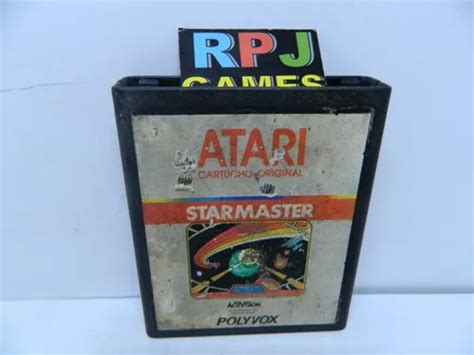 RPJ
GAMES
ATARI
CARTUCHO ORIGINAL
STARMASTER
ACTIVISION
POLYVOX